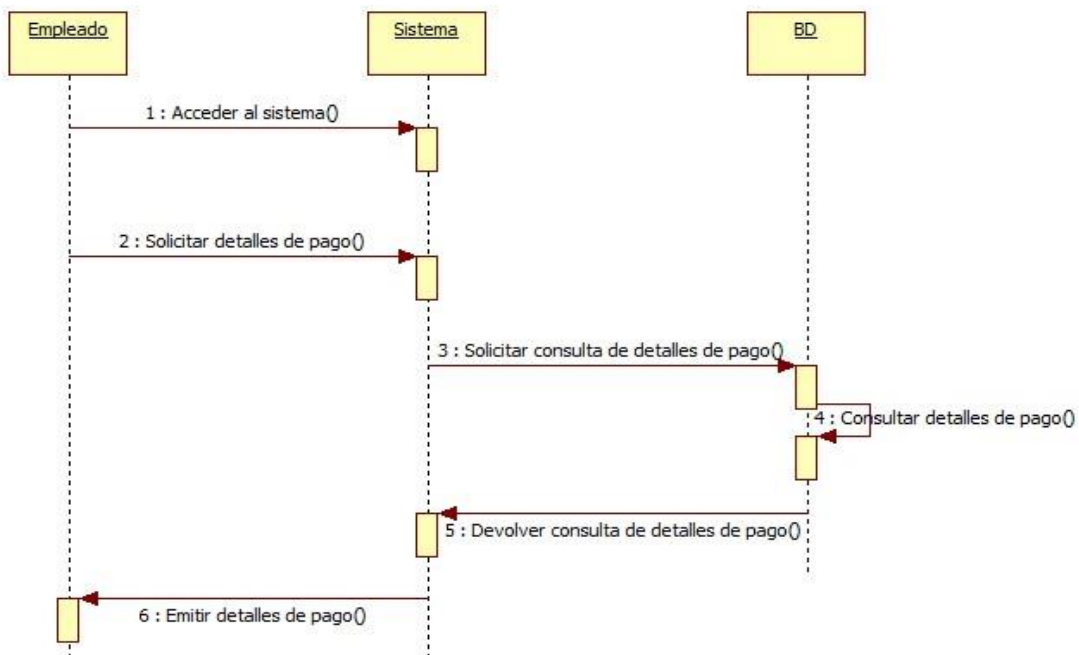 Empleado
Sistema
BD
1 : Acceder al sistema()
2 : Solicitar detalles de pago()
3 : Solicitar consulta de detalles de pago()
4 : Consultar detalles de pago()
5 : Devolver consulta de detalles de pago()
6 : Emitir detalles de pago()